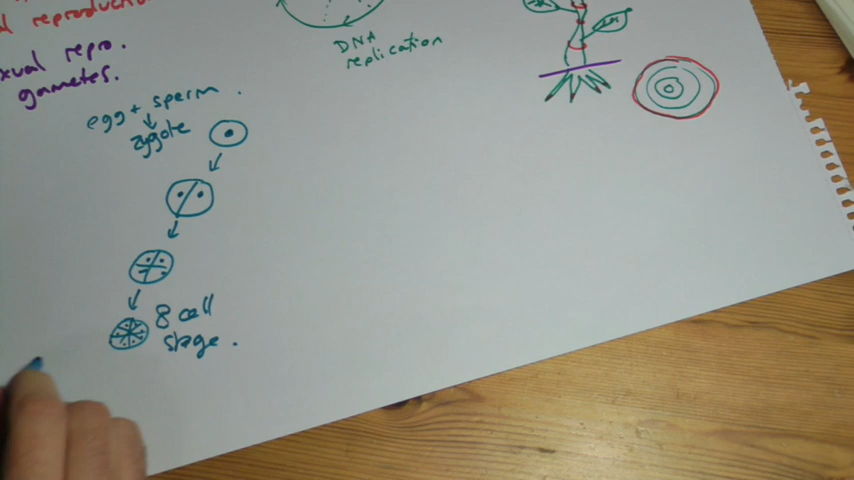 l reproductio
xual repro.
gametes.
DNA
replication
egg + sperm.
zygote
8 cell
stage.